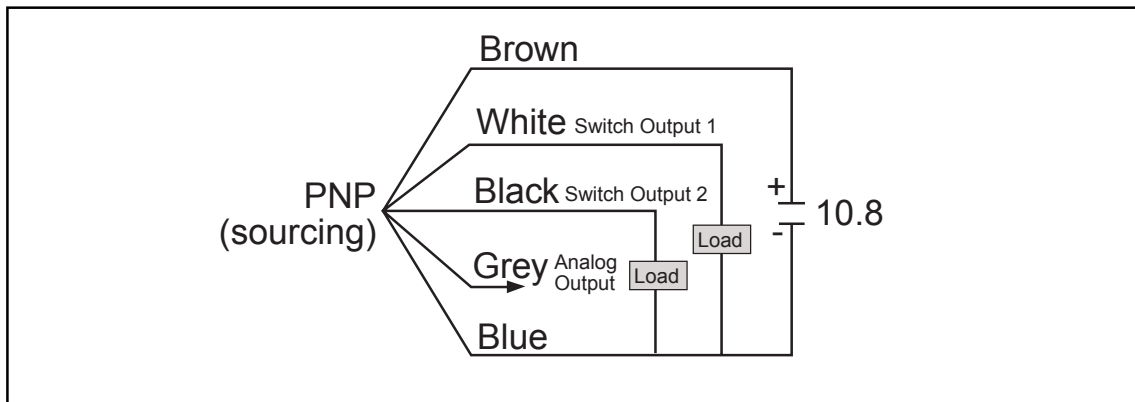 Brown
White Switch Output 1
PNP
(sourcing)
Black Switch Output 2
+
-
10.8
Load
Grey Analog
Output
Load
Blue